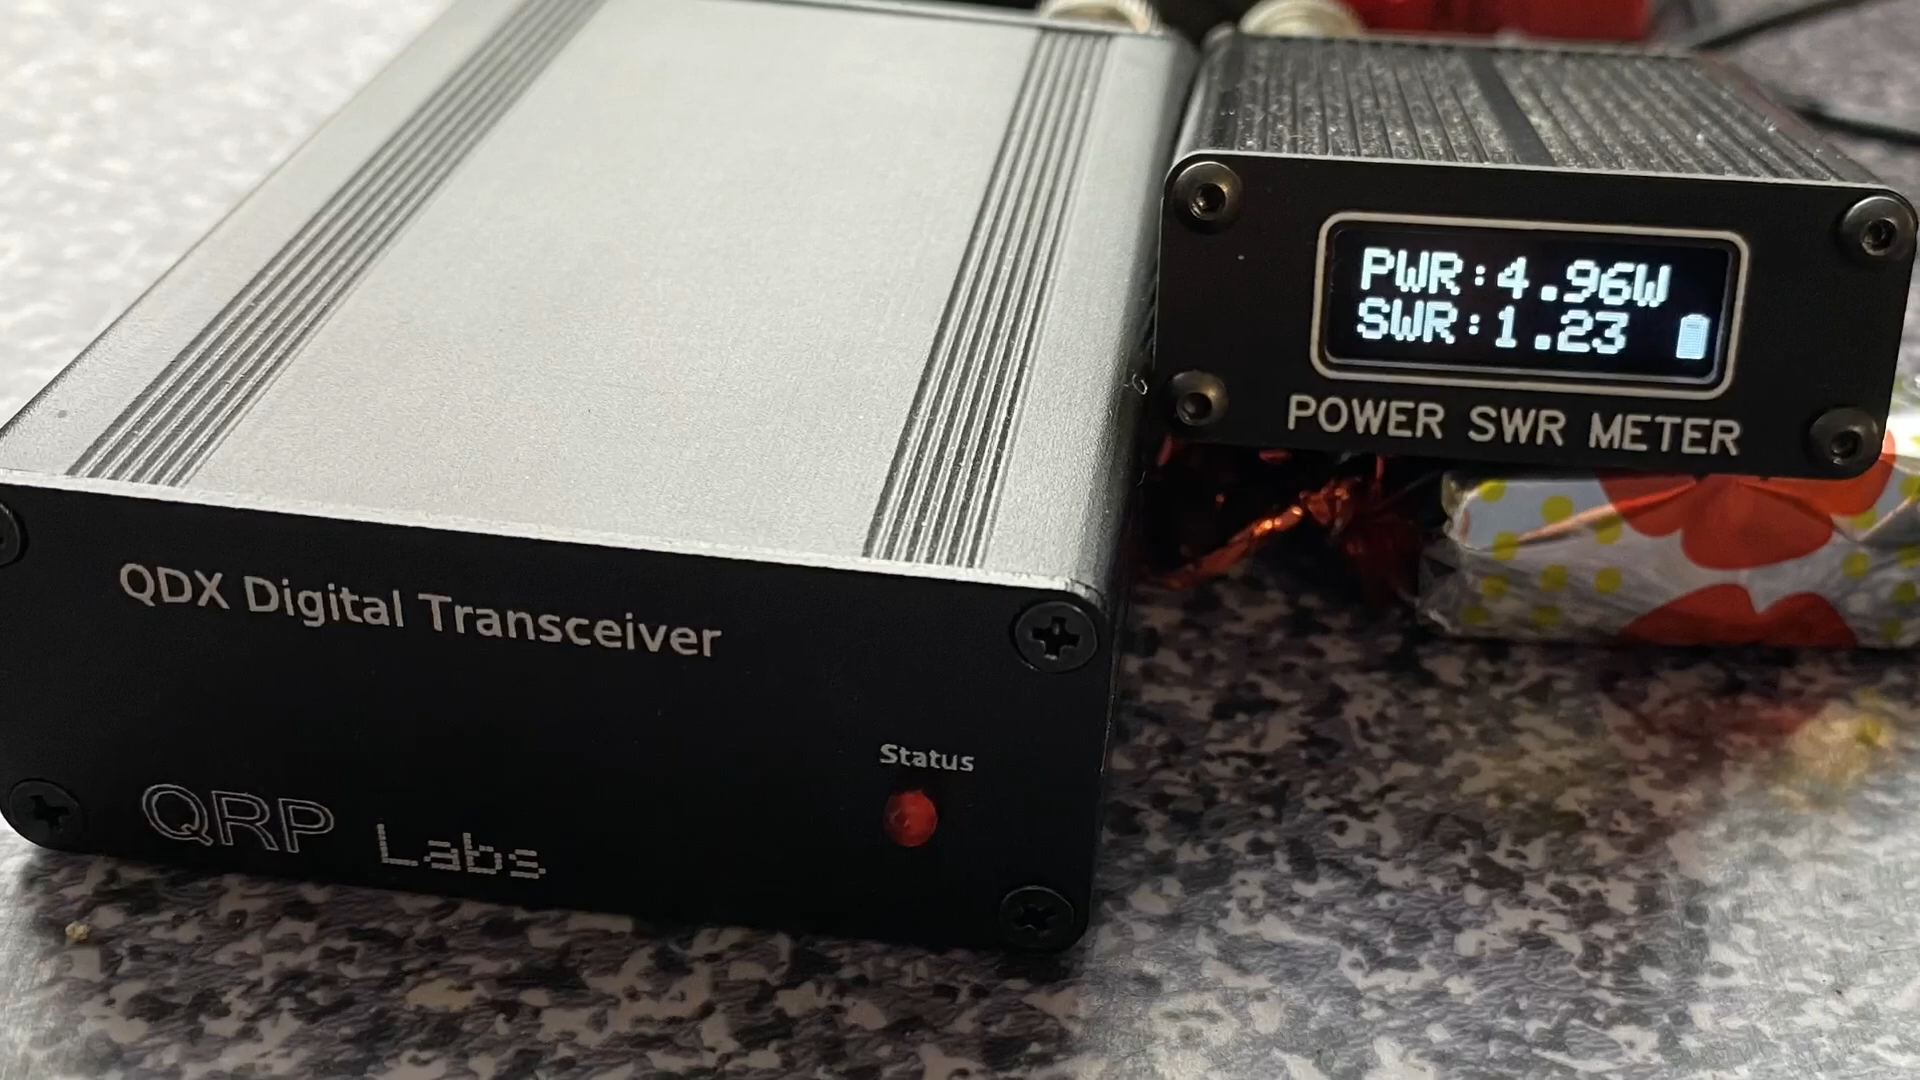 PWR:4.96W
SWR:1.23
POWER SWR METER
QDX Digital Transceiver
Status
QRP Labs